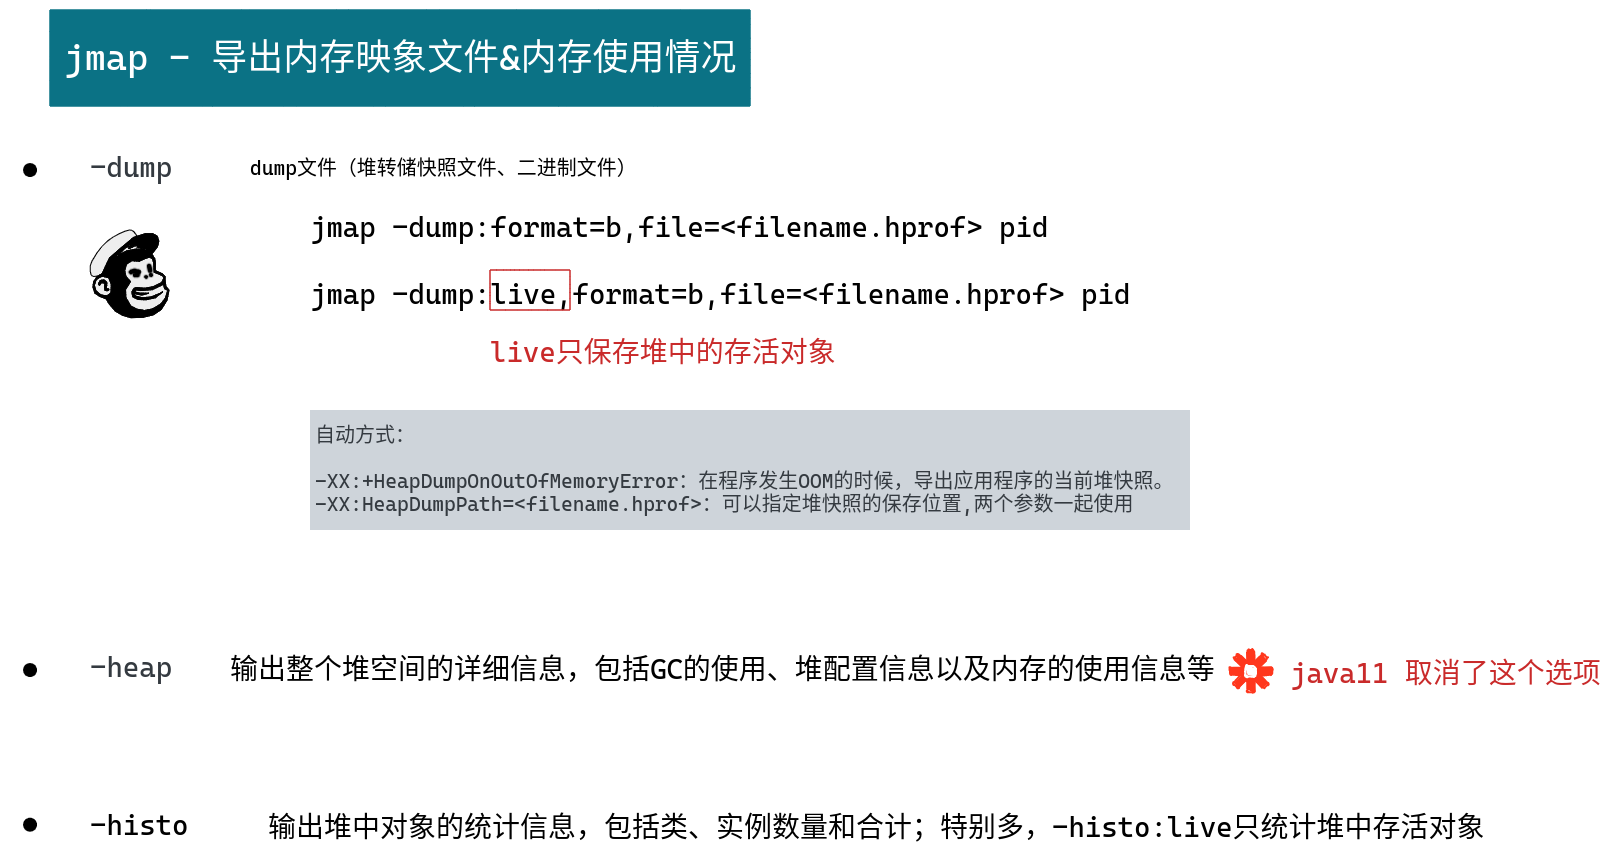 jmap - 导出内存映象文件&内存使用情况
-dump dump文件（堆转储快照文件、二进制文件）
jmap -dump:format=b,file=<filename.hprof> pid
jmap -dump:live,format=b,file=<filename.hprof> pid
live只保存堆中的存活对象
自动方式：
-XX:+HeapDumpOnOutOfMemoryError：在程序发生OOM的时候，导出应用程序的当前堆快照。
-XX:HeapDumpPath=<filename.hprof>：可以指定堆快照的保存位置,两个参数一起使用
-heap 输出整个堆空间的详细信息，包括GC的使用、堆配置信息以及内存的使用信息等 java11 取消了这个选项
-histo 输出堆中对象的统计信息，包括类、实例数量和合计；特别多，-histo:live只统计堆中存活对象